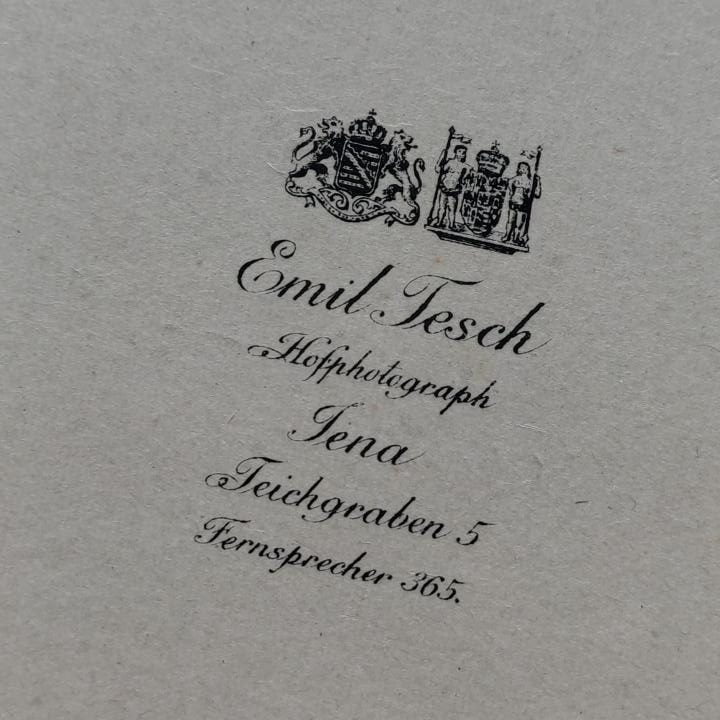 Emil Tesch
Hofphotograph
Jena
Teichgraben 5
Fernsprecher 365.